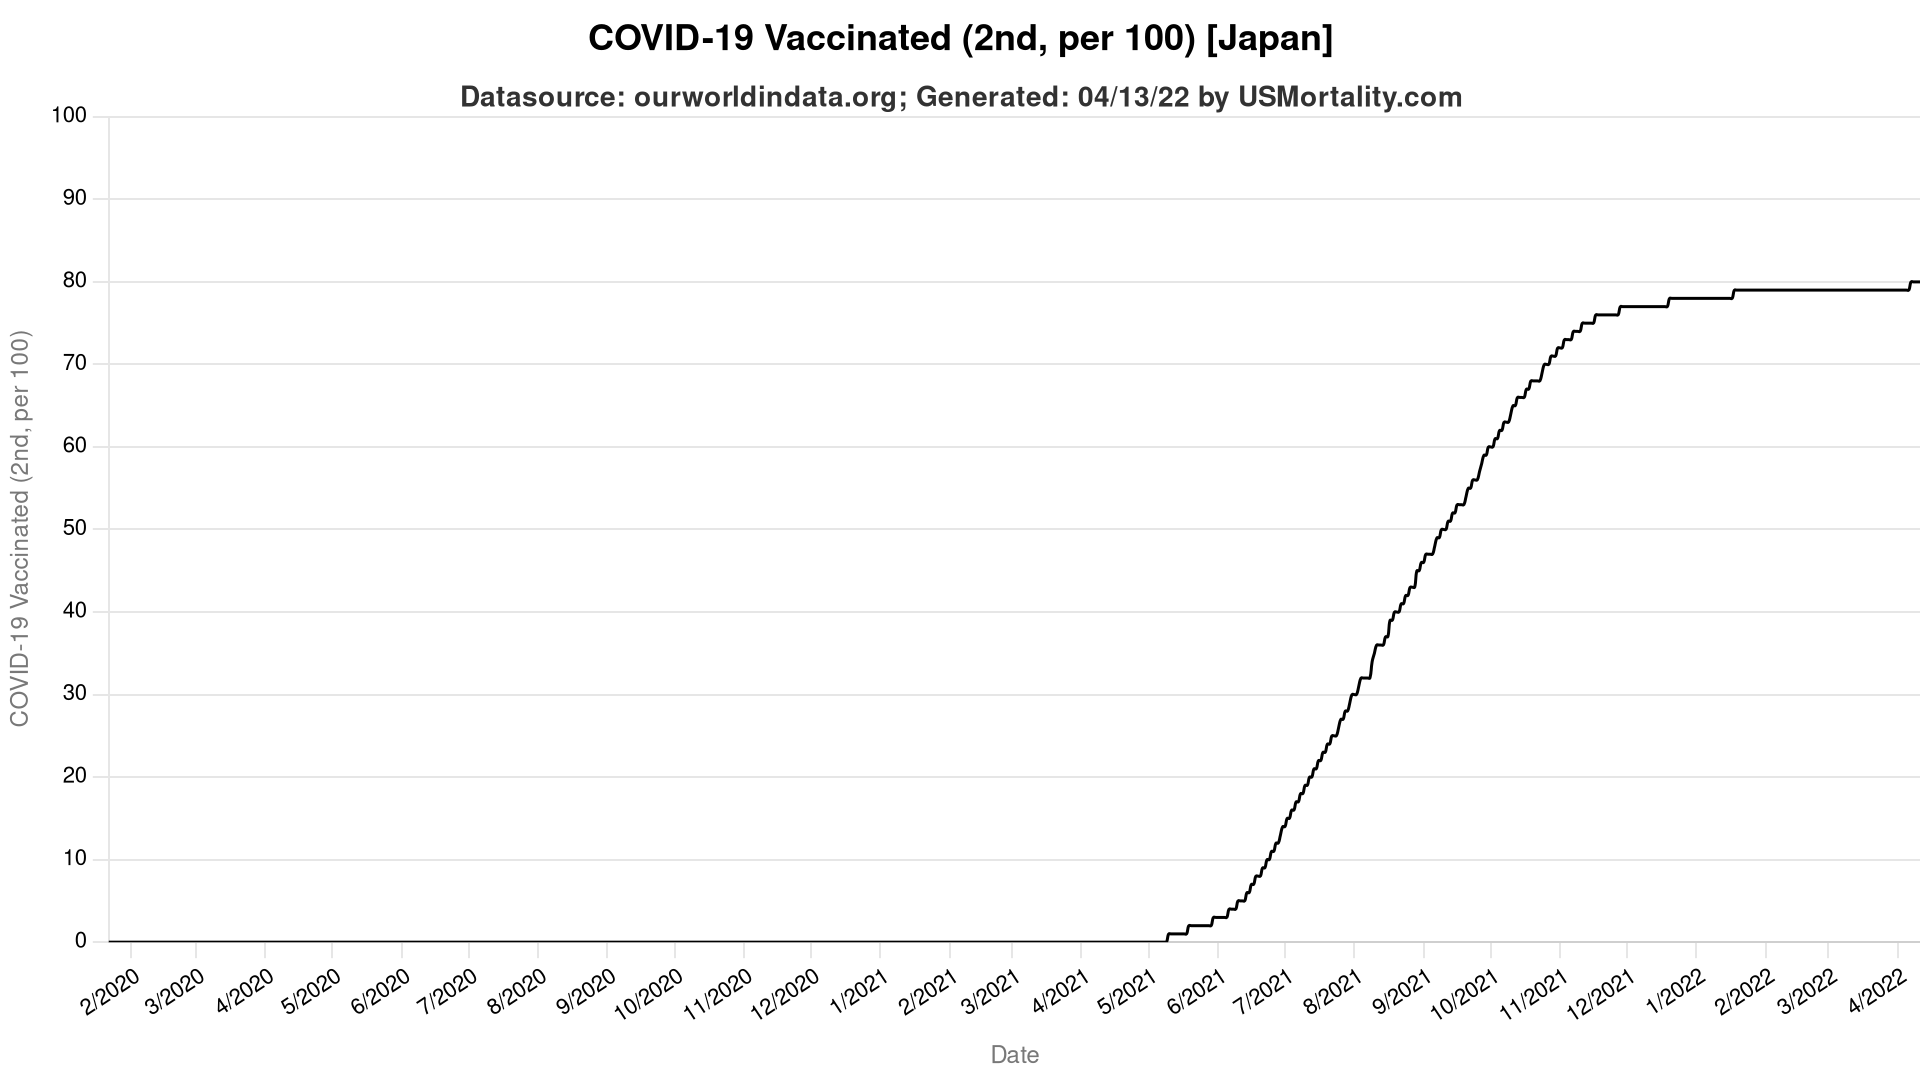 COVID-19 Vaccinated (2nd, per 100) [Japan]
Datasource: ourworldindata.org; Generated: 04/13/22 by USMortality.com
COVID-19 Vaccinated (2nd, per 100)
100
90
80
70
60
50
40
30
20
10
0
2/2020 3/2020 4/2020 5/2020 6/2020 7/2020 8/2020 9/2020 10/2020 11/2020 12/2020 1/2021 2/2021 3/2021 4/2021 5/2021 6/2021 7/2021 8/2021 9/2021 10/2021 11/2021 12/2021 1/2022 2/2022 3/2022 4/2022
Date